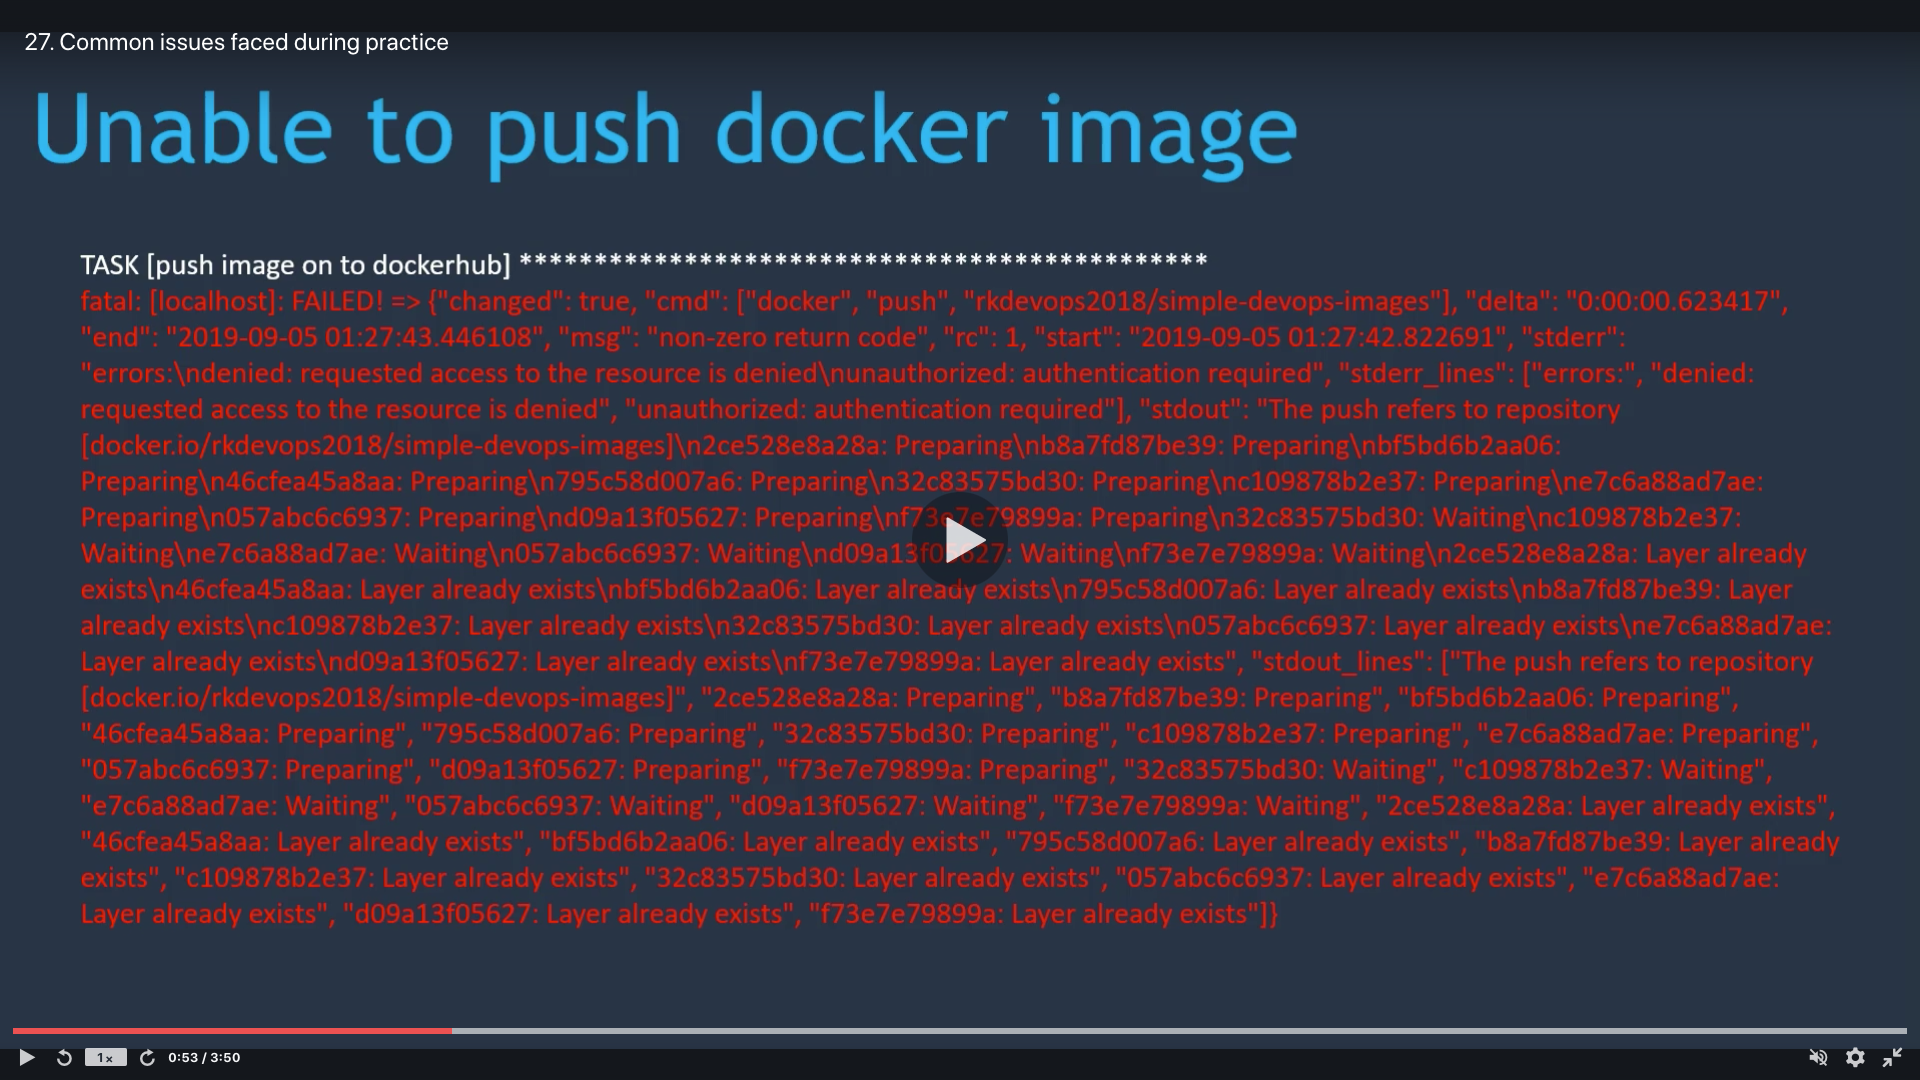 27. Common issues faced during practice
Unable to push docker image
TASK [push image on to dockerhub] **********************************************
fatal: [localhost]: FAILED! => {"changed": true, "cmd": ["docker", "push", "rkdevops2018/simple-devops-images"], "delta": "0:00:00.623417",
"end": "2019-09-05 01:27:43.446108", "msg": "non-zero return code", "rc": 1, "start": "2019-09-05 01:27:42.822691", "stderr":
"errors:\ndenied: requested access to the resource is denied\nunauthorized: authentication required", "stderr_lines": ["errors:", "denied:
requested access to the resource is denied", "unauthorized: authentication required"], "stdout": "The push refers to repository
[docker.io/rkdevops2018/simple-devops-images]\n2ce528e8a28a: Preparing\nb8a7fd87be39: Preparing\nbf5bd6b2aa06:
Preparing\n46cfea45a8aa: Preparing\n795c58d007a6: Preparing\n32c83575bd30: Preparing\nc109878b2e37: Preparing\ne7c6a88ad7ae:
Preparing\n057abc6c6937: Preparing\nd09a13f05627: Preparing\nf73e7e79899a: Preparing\n32c83575bd30: Waiting\nc109878b2e37:
Waiting\ne7c6a88ad7ae: Waiting\n057abc6c6937: Waiting\nd09a13f05627: Waiting\nf73e7e79899a: Waiting\n2ce528e8a28a: Layer already
exists\n46cfea45a8aa: Layer already exists\nbf5bd6b2aa06: Layer already exists\n795c58d007a6: Layer already exists\nb8a7fd87be39: Layer
already exists\nc109878b2e37: Layer already exists\n32c83575bd30: Layer already exists\n057abc6c6937: Layer already exists\ne7c6a88ad7ae:
Layer already exists\nd09a13f05627: Layer already exists\nf73e7e79899a: Layer already exists", "stdout_lines": ["The push refers to repository
[docker.io/rkdevops2018/simple-devops-images]", "2ce528e8a28a: Preparing", "b8a7fd87be39: Preparing", "bf5bd6b2aa06: Preparing",
"46cfea45a8aa: Preparing", "795c58d007a6: Preparing", "32c83575bd30: Preparing", "c109878b2e37: Preparing", "e7c6a88ad7ae: Preparing",
"057abc6c6937: Preparing", "d09a13f05627: Preparing", "f73e7e79899a: Preparing", "32c83575bd30: Waiting", "c109878b2e37: Waiting",
"e7c6a88ad7ae: Waiting", "057abc6c6937: Waiting", "d09a13f05627: Waiting", "f73e7e79899a: Waiting", "2ce528e8a28a: Layer already exists",
"46cfea45a8aa: Layer already exists", "bf5bd6b2aa06: Layer already exists", "795c58d007a6: Layer already exists", "b8a7fd87be39: Layer already
exists", "c109878b2e37: Layer already exists", "32c83575bd30: Layer already exists", "057abc6c6937: Layer already exists", "e7c6a88ad7ae:
Layer already exists", "d09a13f05627: Layer already exists", "f73e7e79899a: Layer already exists"]}
1x 0:53 / 3:50